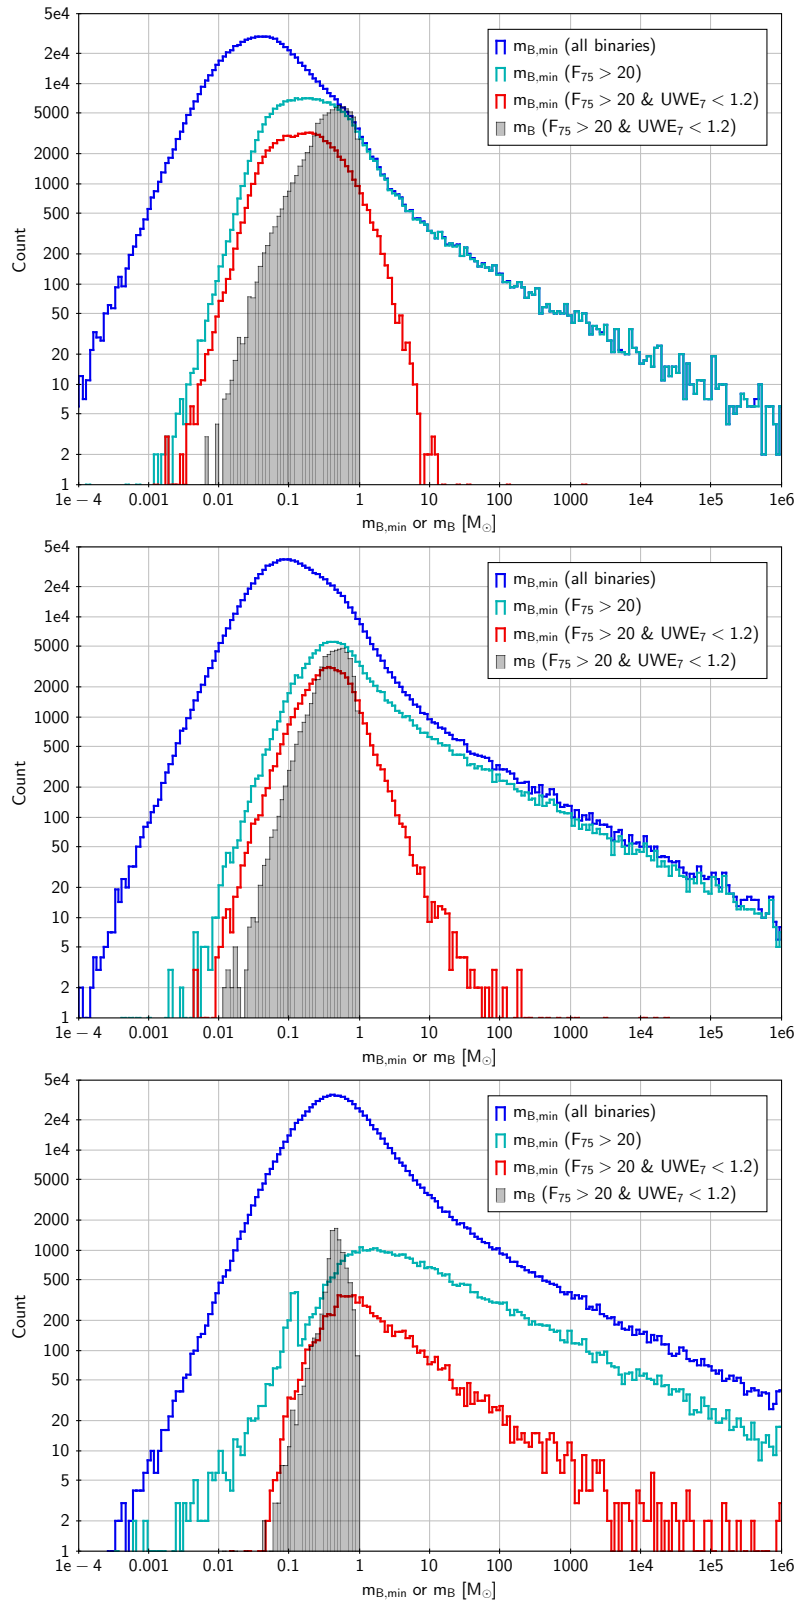 5e4
2e4
1e4
5000
2000
1000
500
200
100
50
20
10
5
2
1
Count
m_B,min (all binaries)
m_B,min (F_75 > 20)
m_B,min (F_75 > 20 & UWE_7 < 1.2)
m_B (F_75 > 20 & UWE_7 < 1.2)
1e − 4 0.001 0.01 0.1 1 10 100 1000 1e4 1e5 1e6
m_B,min or m_B [M_⊙]
5e4
2e4
1e4
5000
2000
1000
500
200
100
50
20
10
5
2
1
Count
m_B,min (all binaries)
m_B,min (F_75 > 20)
m_B,min (F_75 > 20 & UWE_7 < 1.2)
m_B (F_75 > 20 & UWE_7 < 1.2)
1e − 4 0.001 0.01 0.1 1 10 100 1000 1e4 1e5 1e6
m_B,min or m_B [M_⊙]
5e4
2e4
1e4
5000
2000
1000
500
200
100
50
20
10
5
2
1
Count
m_B,min (all binaries)
m_B,min (F_75 > 20)
m_B,min (F_75 > 20 & UWE_7 < 1.2)
m_B (F_75 > 20 & UWE_7 < 1.2)
1e − 4 0.001 0.01 0.1 1 10 100 1000 1e4 1e5 1e6
m_B,min or m_B [M_⊙]